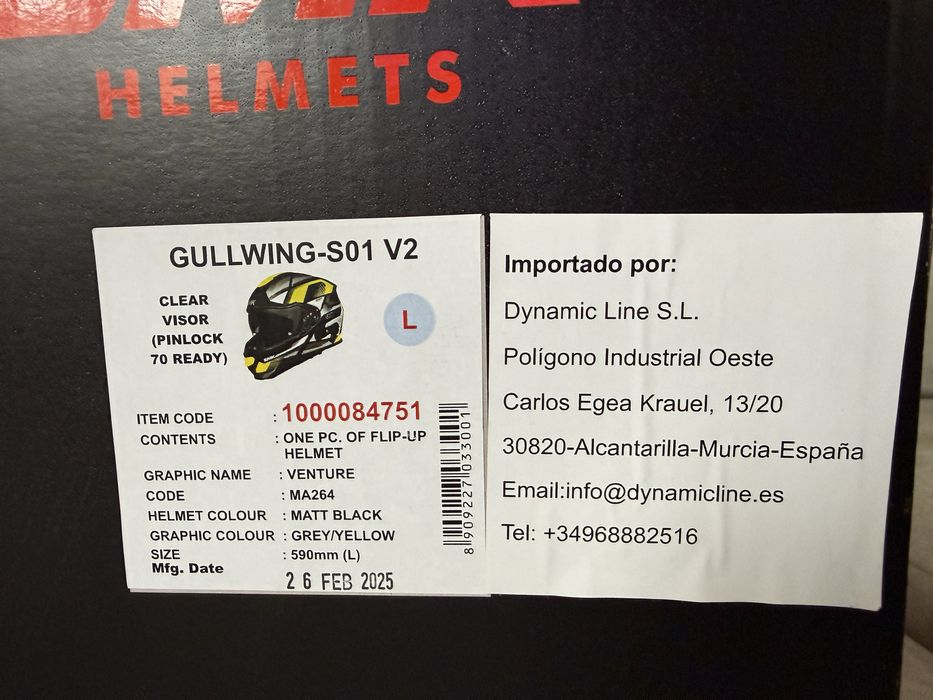 HELMETS
GULLWING-S01 V2
CLEAR
VISOR
(PINLOCK
70 READY)
L
ITEM CODE : 1000084751
CONTENTS : ONE PC. OF FLIP-UP
HELMET
GRAPHIC NAME : VENTURE
CODE : MA264
HELMET COLOUR : MATT BLACK
GRAPHIC COLOUR : GREY/YELLOW
SIZE : 590mm (L)
Mfg. Date
26 FEB 2025
8 909227 033001
Importado por:
Dynamic Line S.L.
Polígono Industrial Oeste
Carlos Egea Krauel, 13/20
30820-Alcantarilla-Murcia-España
Email:info@dynamicline.es
Tel: +34968882516